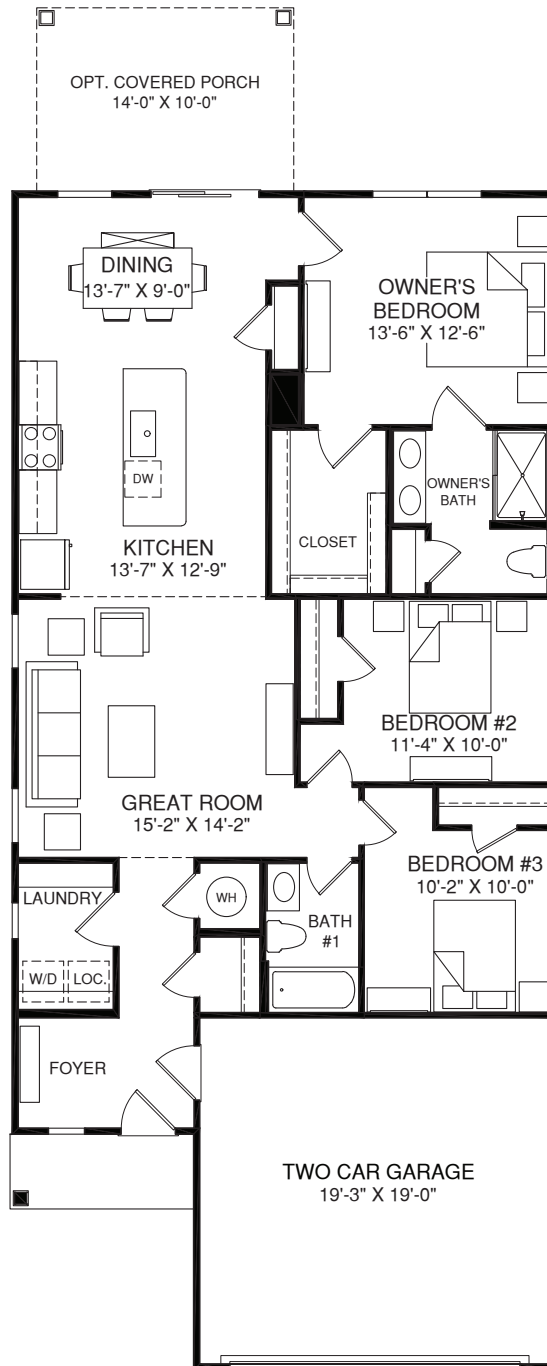 OPT. COVERED PORCH
14'-0" X 10'-0"
DINING
13'-7" X 9'-0"
OWNER'S
BEDROOM
13'-6" X 12'-6"
DW
OWNER'S
BATH
CLOSET
KITCHEN
13'-7" X 12'-9"
BEDROOM #2
11'-4" X 10'-0"
GREAT ROOM
15'-2" X 14'-2"
BEDROOM #3
10'-2" X 10'-0"
LAUNDRY
WH
BATH
#1
W/D
LOC.
FOYER
TWO CAR GARAGE
19'-3" X 19'-0"